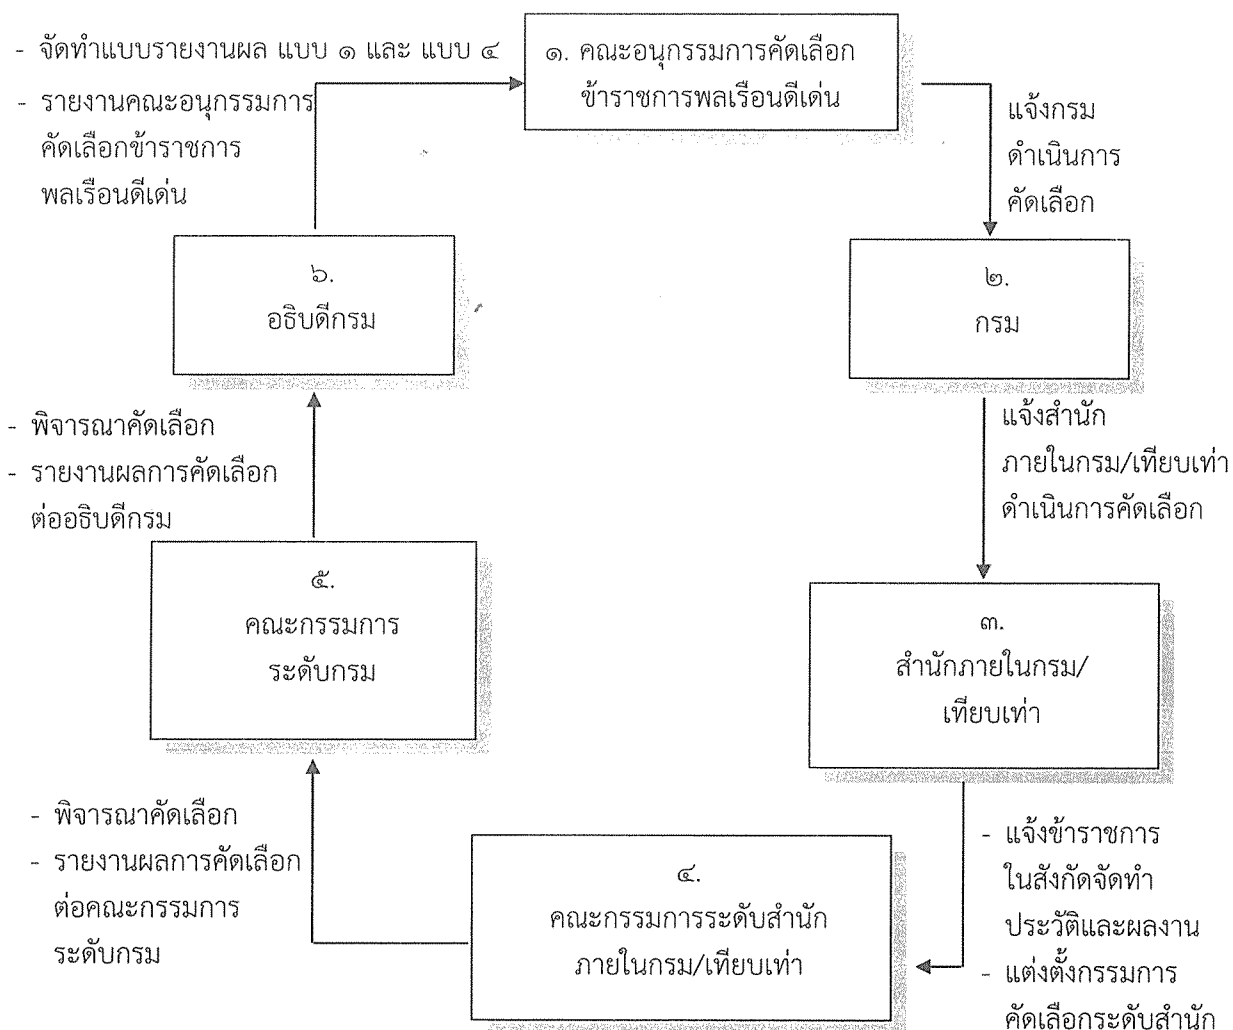 - จัดทำแบบรายงานผล แบบ ๑ และ แบบ ๔
- รายงานคณะอนุกรรมการ
คัดเลือกข้าราชการ
พลเรือนดีเด่น
๑. คณะอนุกรรมการคัดเลือก
ข้าราชการพลเรือนดีเด่น
แจ้งกรม
ดำเนินการ
คัดเลือก
๒.
กรม
แจ้งสำนัก
ภายในกรม/เทียบเท่า
ดำเนินการคัดเลือก
๓.
สำนักภายในกรม/
เทียบเท่า
- แจ้งข้าราชการ
ในสังกัดจัดทำ
ประวัติและผลงาน
- แต่งตั้งกรรมการ
คัดเลือกระดับสำนัก
๔.
คณะกรรมการระดับสำนัก
ภายในกรม/เทียบเท่า
- พิจารณาคัดเลือก
- รายงานผลการคัดเลือก
ต่อคณะกรรมการ
ระดับกรม
๕.
คณะกรรมการ
ระดับกรม
- พิจารณาคัดเลือก
- รายงานผลการคัดเลือก
ต่ออธิบดีกรม
๖.
อธิบดีกรม